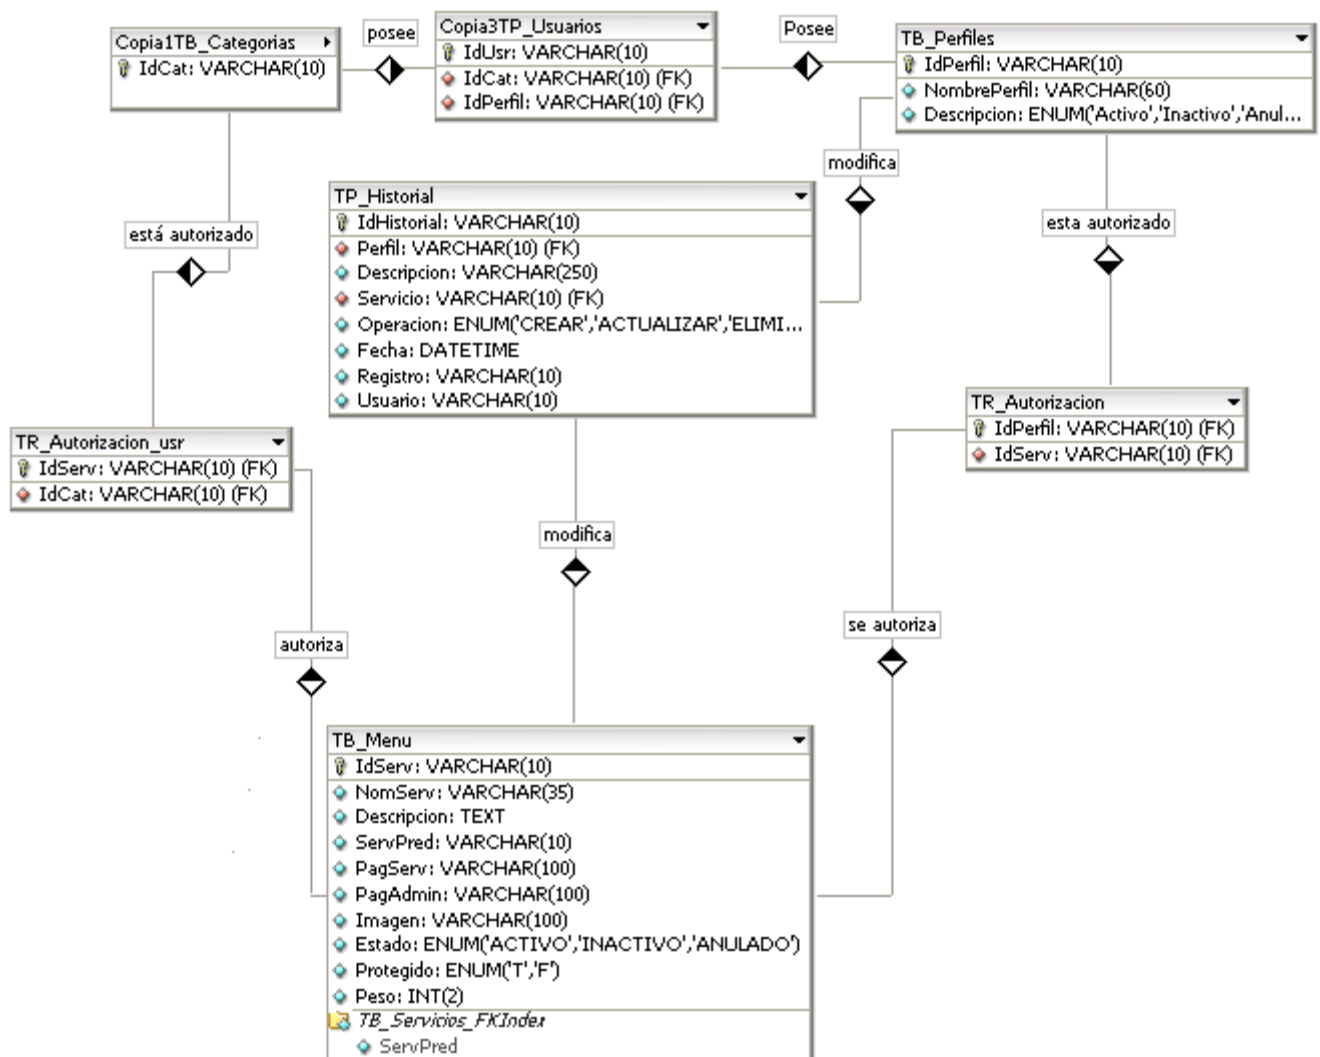 Copia1TB_Categorias
IdCat: VARCHAR(10)
posee
Copia3TP_Usuarios
IdUsr: VARCHAR(10)
IdCat: VARCHAR(10) (FK)
IdPerfil: VARCHAR(10) (FK)
Posee
TB_Perfiles
IdPerfil: VARCHAR(10)
NombrePerfil: VARCHAR(60)
Descripcion: ENUM('Activo','Inactivo','Anul...
modifica
TP_Historial
IdHistorial: VARCHAR(10)
Perfil: VARCHAR(10) (FK)
Descripcion: VARCHAR(250)
Servicio: VARCHAR(10) (FK)
Operacion: ENUM('CREAR','ACTUALIZAR','ELIMI...
Fecha: DATETIME
Registro: VARCHAR(10)
Usuario: VARCHAR(10)
está autorizado
esta autorizado
TR_Autorizacion
IdPerfil: VARCHAR(10) (FK)
IdServ: VARCHAR(10) (FK)
TR_Autorizacion_usr
IdServ: VARCHAR(10) (FK)
IdCat: VARCHAR(10) (FK)
modifica
autoriza
se autoriza
TB_Menu
IdServ: VARCHAR(10)
NomServ: VARCHAR(35)
Descripcion: TEXT
ServPred: VARCHAR(10)
PagServ: VARCHAR(100)
PagAdmin: VARCHAR(100)
Imagen: VARCHAR(100)
Estado: ENUM('ACTIVO','INACTIVO','ANULADO')
Protegido: ENUM('T','F')
Peso: INT(2)
TB_Servicios_FKIndex
ServPred